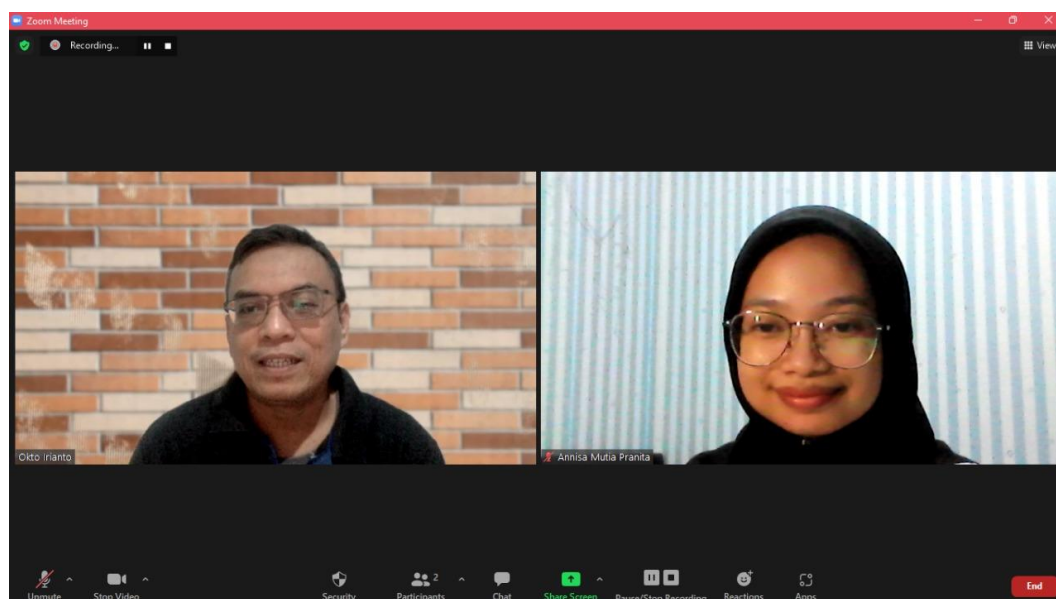 Zoom Meeting
Recording...
View
Okto Irianto
Annisa Mutia Pranita
2
Unmute
Stop Video
Security
Participants
Chat
Share Screen
Pause/Stop Recording
Reactions
Apps
End